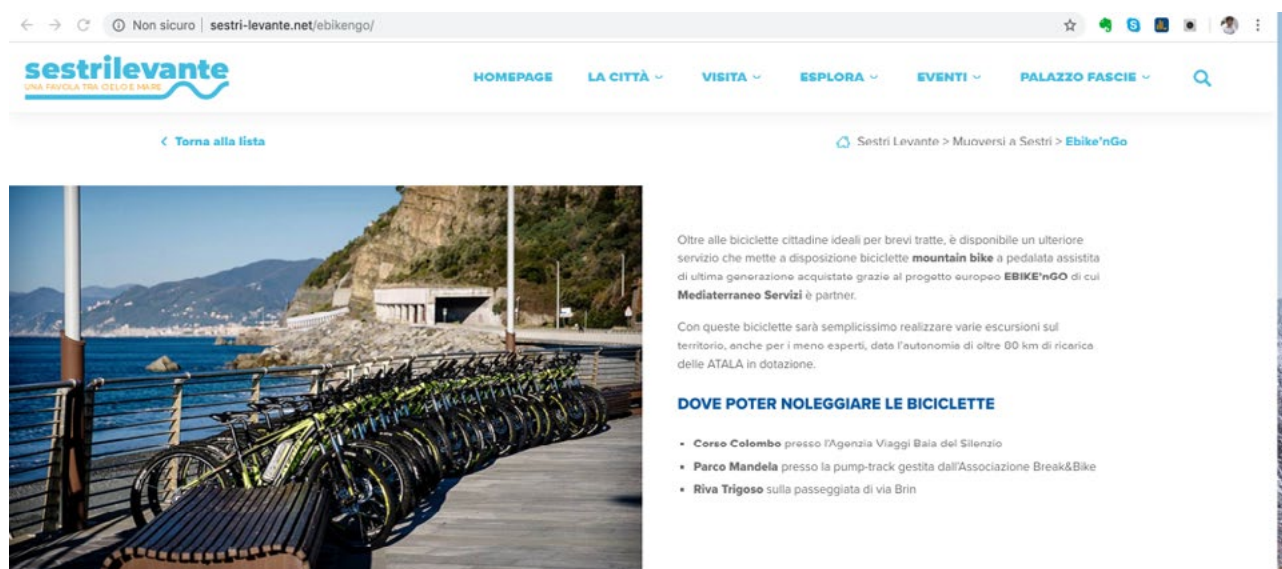 Non sicuro | sestri-levante.net/ebikengo/
sestrilevante
UNA FAVOLA TRA CIELO E MARE
HOMEPAGE LA CITTÀ VISITA ESPLORA EVENTI PALAZZO FASCIE
Torna alla lista
Sestri Levante > Muoversi a Sestri > Ebike'nGo
Oltre alle biciclette cittadine ideali per brevi tratte, è disponibile un ulteriore
servizio che mette a disposizione biciclette mountain bike a pedalata assistita
di ultima generazione acquistate grazie al progetto europeo EBIKE'nGO di cui
Mediaterraneo Servizi è partner.
Con queste biciclette sarà semplicissimo realizzare varie escursioni sul
territorio, anche per i meno esperti, data l'autonomia di oltre 80 km di ricarica
delle ATALA in dotazione.
DOVE POTER NOLEGGIARE LE BICICLETTE
• Corso Colombo presso l'Agenzia Viaggi Baia del Silenzio
• Parco Mandela presso la pump-track gestita dall'Associazione Break&Bike
• Riva Trigoso sulla passeggiata di via Brin